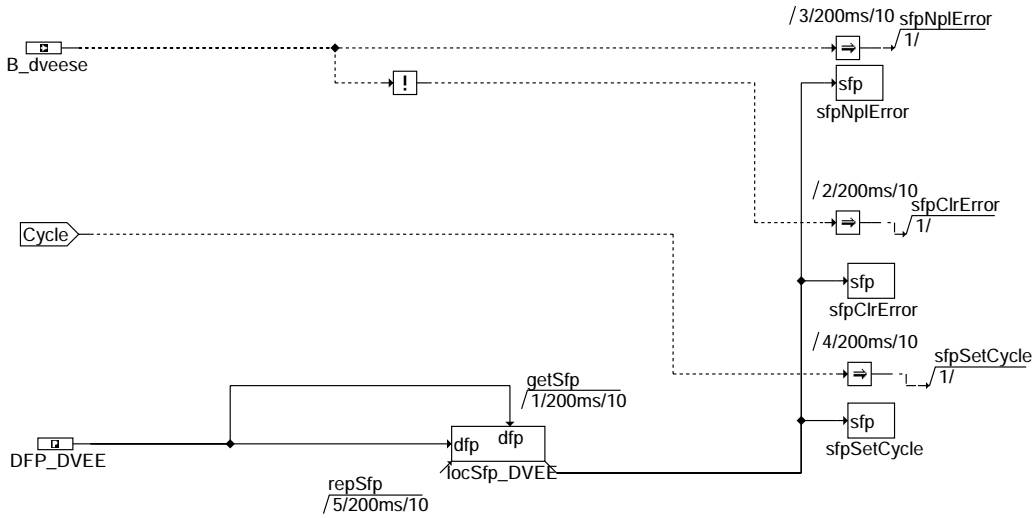 /3/200ms/10
sfpNplError
1/
B_dveese
!
⇒
sfp
sfpNplError
/2/200ms/10
sfpClrError
1/
⇒
Cycle
sfp
sfpClrError
/4/200ms/10
sfpSetCycle
1/
⇒
getSfp
/1/200ms/10
sfp
sfpSetCycle
dfp
dfp
DFP_DVEE
locSfp_DVEE
repSfp
/5/200ms/10